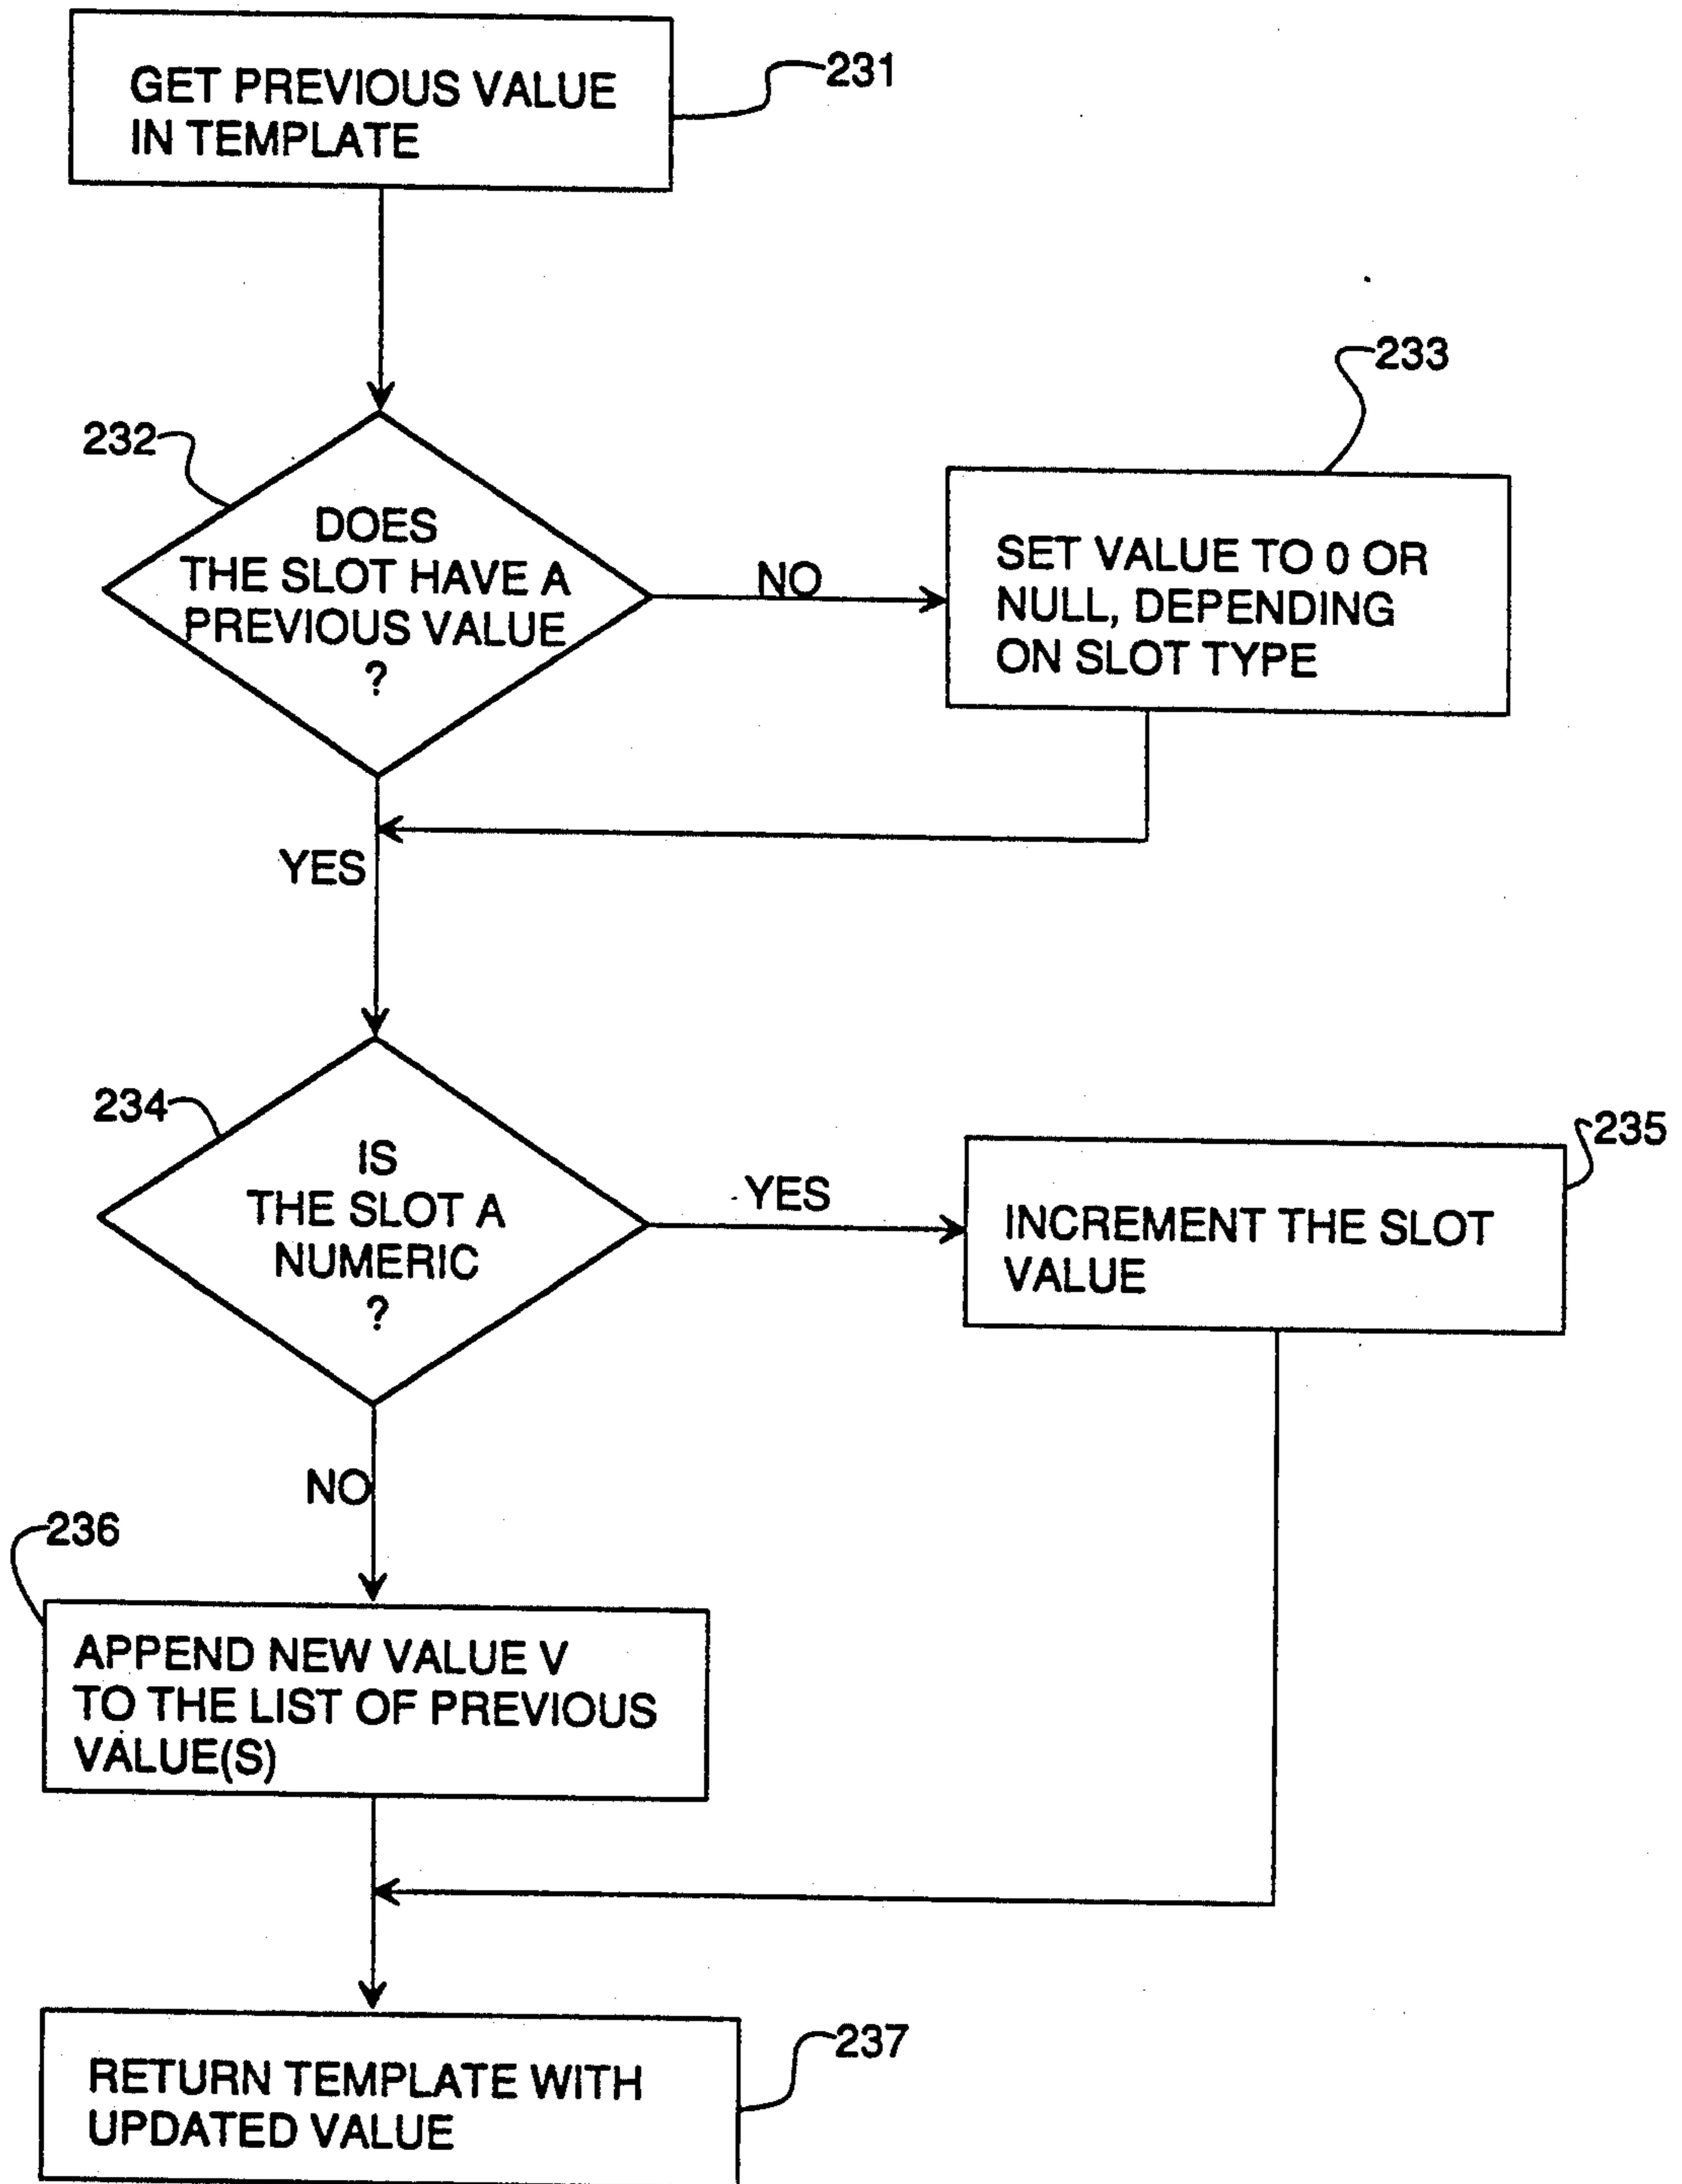 GET PREVIOUS VALUE
IN TEMPLATE
231
232
DOES
THE SLOT HAVE A
PREVIOUS VALUE
?
NO
233
SET VALUE TO 0 OR
NULL, DEPENDING
ON SLOT TYPE
YES
234
IS
THE SLOT A
NUMERIC
?
YES
235
INCREMENT THE SLOT
VALUE
NO
236
APPEND NEW VALUE V
TO THE LIST OF PREVIOUS
VALUE(S)
237
RETURN TEMPLATE WITH
UPDATED VALUE